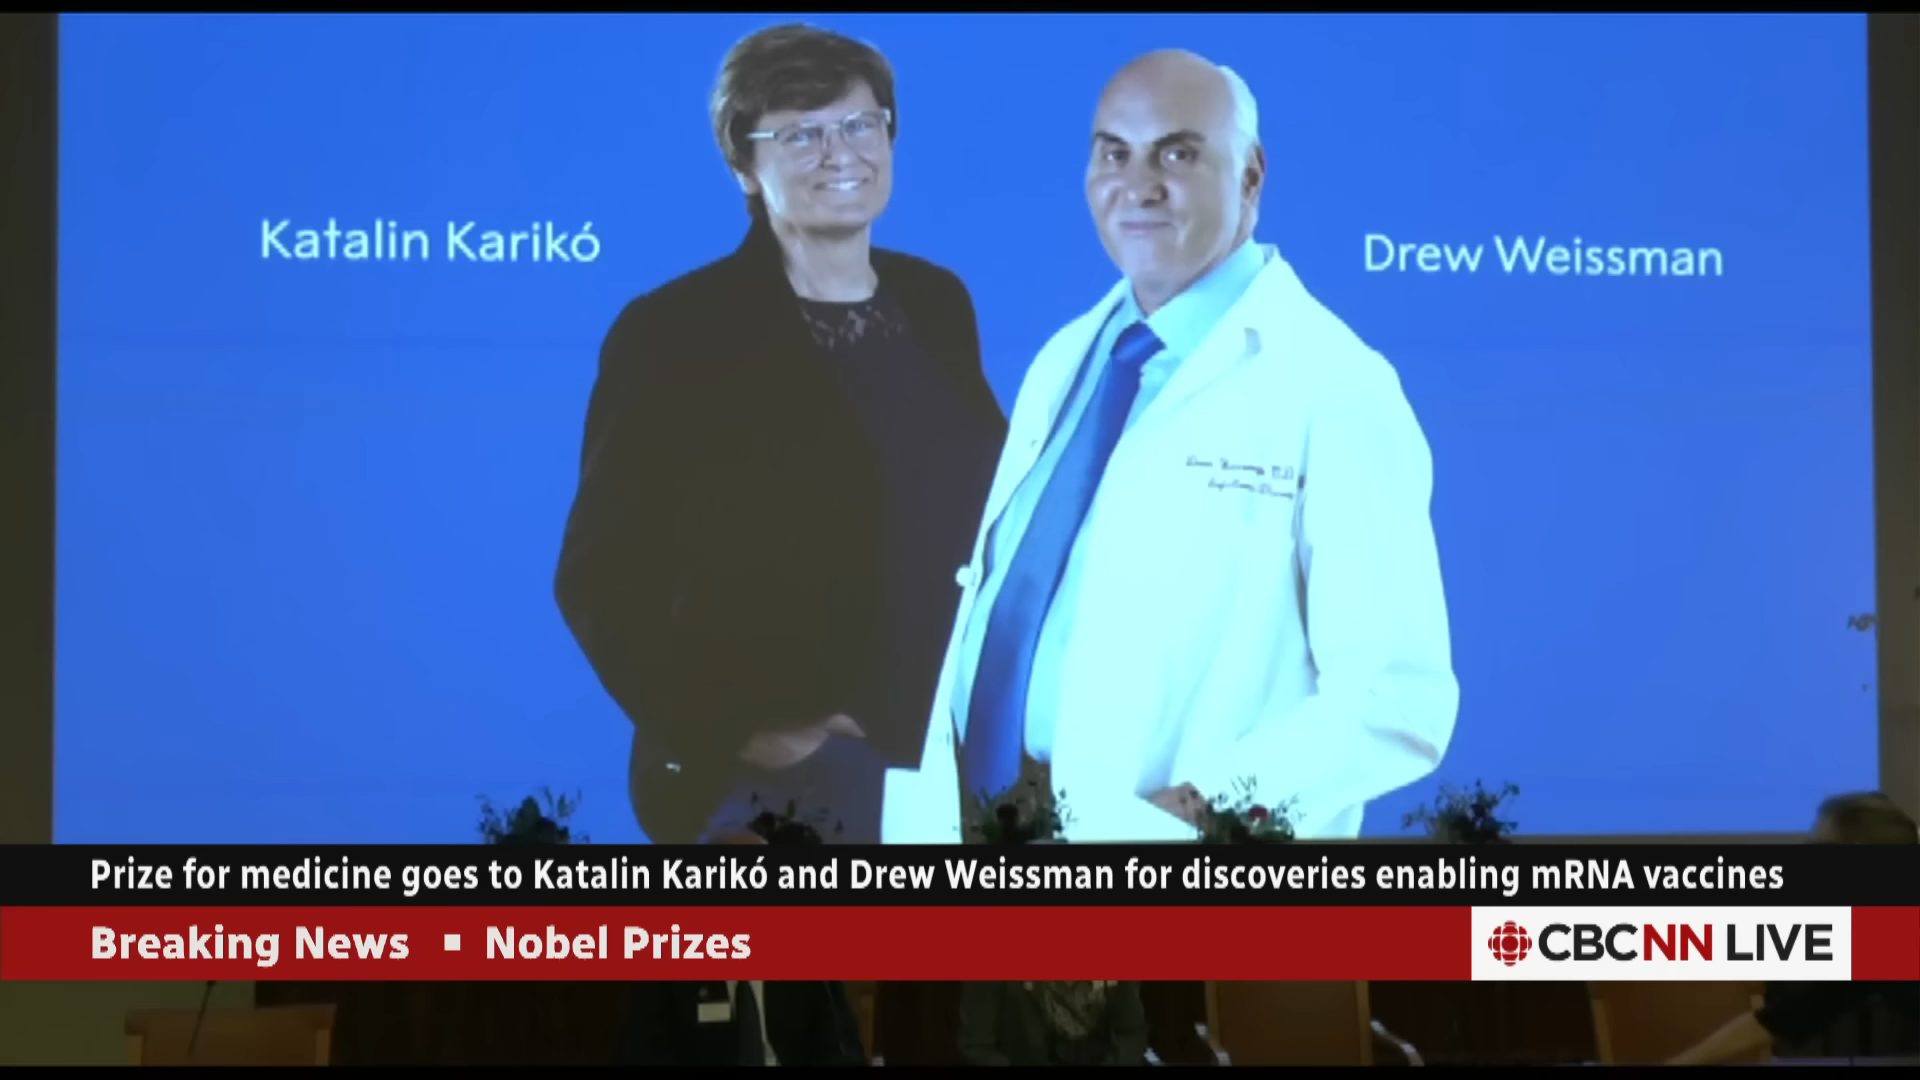 Katalin Karikó
Drew Weissman
Prize for medicine goes to Katalin Karikó and Drew Weissman for discoveries enabling mRNA vaccines
Breaking News ▪ Nobel Prizes
CBCNN LIVE